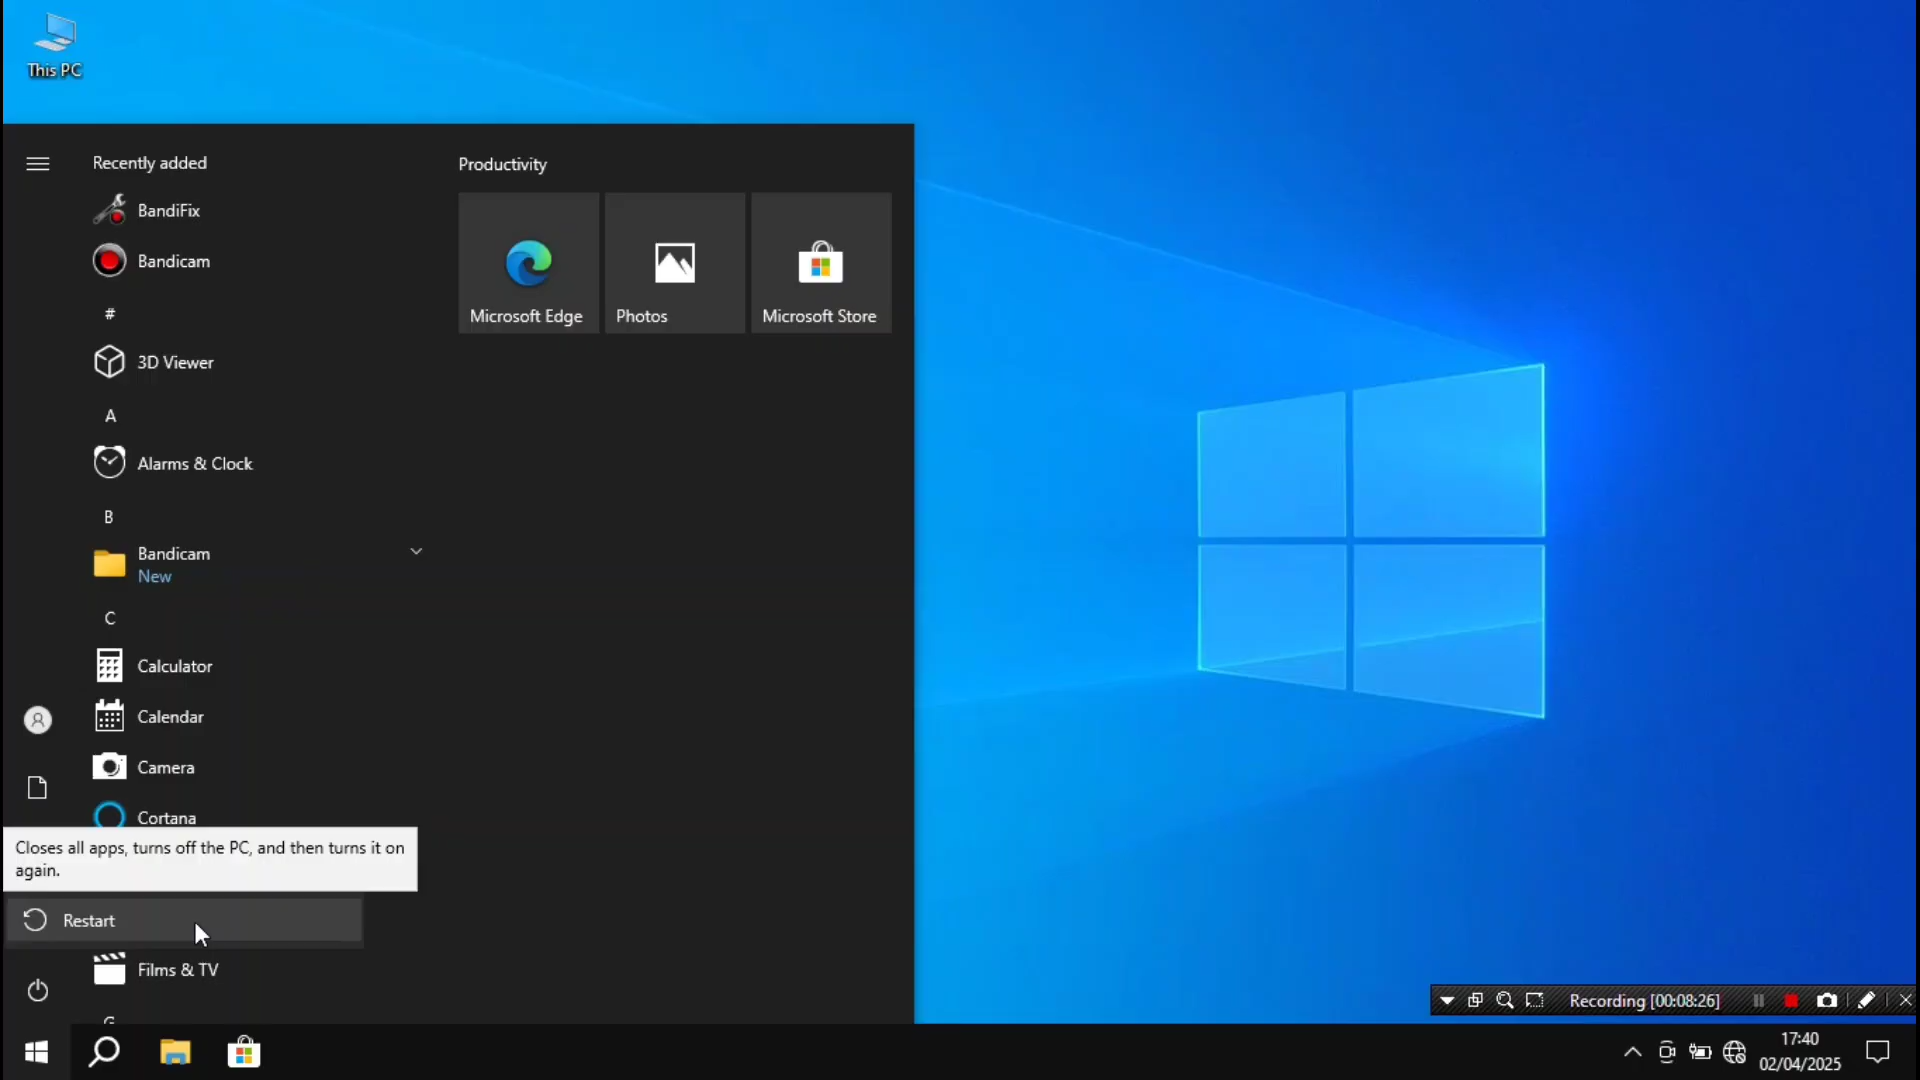 This PC
Recently added
BandiFix
Bandicam
#
3D Viewer
A
Alarms & Clock
B
Bandicam
New
C
Calculator
Calendar
Camera
Cortana
Closes all apps, turns off the PC, and then turns it on
again.
Restart
Films & TV
Productivity
Microsoft Edge
Photos
Microsoft Store
Recording [00:08:26]
17:40
02/04/2025